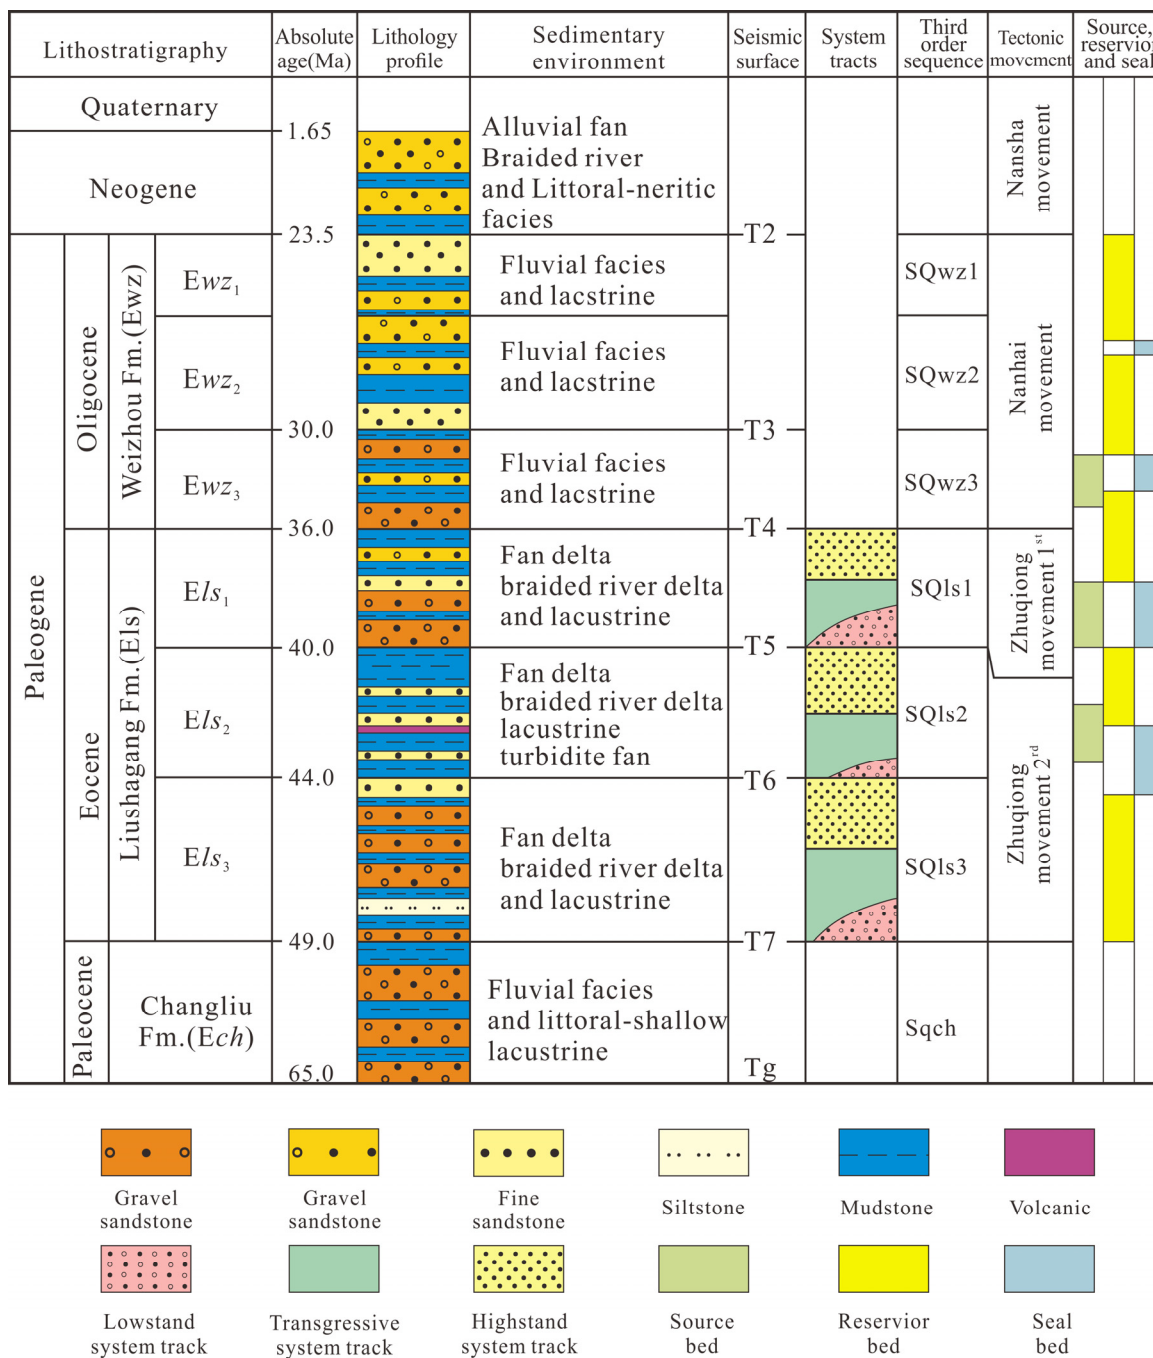 Lithostratigraphy
Absolute
age(Ma)
Lithology
profile
Sedimentary
environment
Seismic
surface
System
tracts
Third
order
sequence
Tectonic
movement
Source,
reservior
and seal
Quaternary
1.65
Neogene
Alluvial fan
Braided river
and Littoral-neritic
facies
Nansha
movement
23.5
T2
Paleogene
Oligocene
Weizhou Fm.(Ewz)
Ewz1
Fluvial facies
and lacstrine
SQwz1
Nanhai
movement
Ewz2
Fluvial facies
and lacstrine
SQwz2
30.0
T3
Ewz3
Fluvial facies
and lacstrine
SQwz3
36.0
T4
Eocene
Liushagang Fm.(Els)
Els1
Fan delta
braided river delta
and lacustrine
SQls1
Zhuqiong
movement 1st
40.0
T5
Els2
Fan delta
braided river delta
lacustrine
turbidite fan
SQls2
Zhuqiong
movement 2rd
44.0
T6
Els3
Fan delta
braided river delta
and lacustrine
SQls3
49.0
T7
Paleocene
Changliu
Fm.(Ech)
Fluvial facies
and littoral-shallow
lacustrine
Sqch
65.0
Tg
Gravel
sandstone
Gravel
sandstone
Fine
sandstone
Siltstone
Mudstone
Volcanic
Lowstand
system track
Transgressive
system track
Highstand
system track
Source
bed
Reservior
bed
Seal
bed